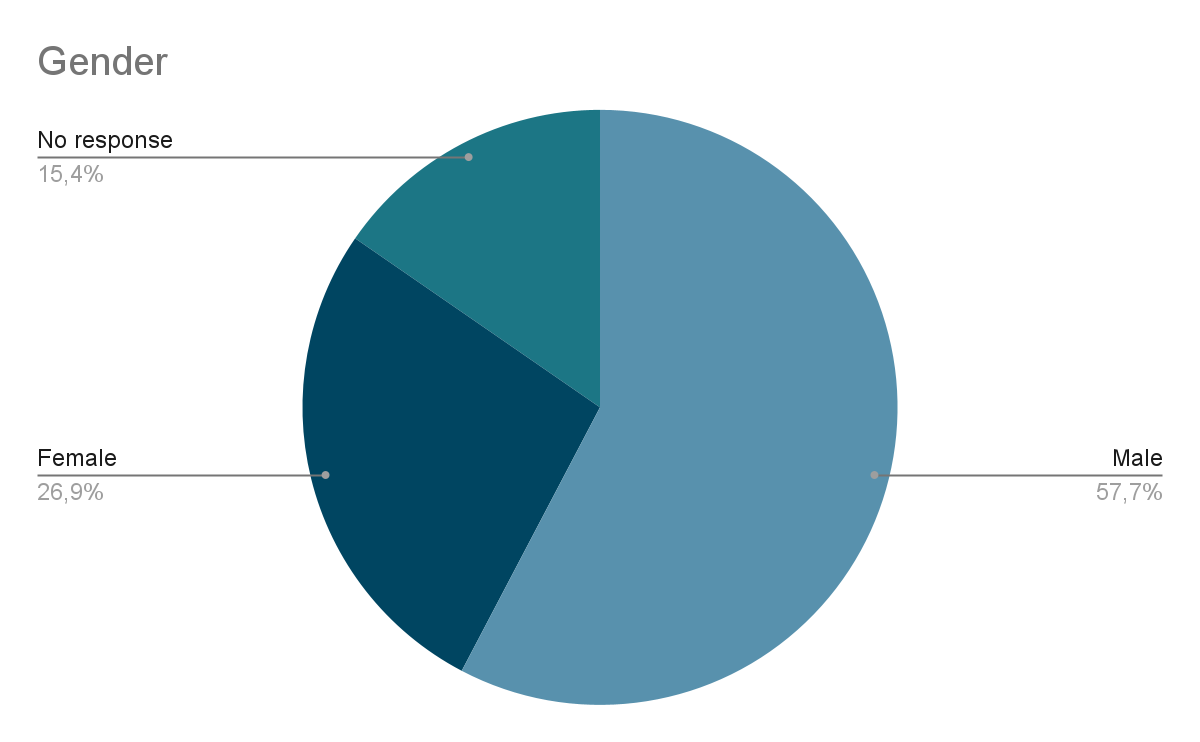 Gender
No response
15,4%
Female
26,9%
Male
57,7%